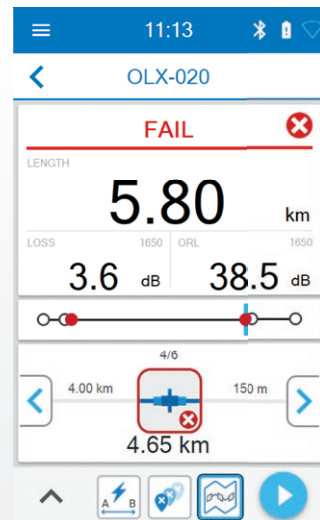 11:13
OLX-020
FAIL
LENGTH
5.80 km
LOSS 1650 ORL 1650
3.6 dB 38.5 dB
4/6
4.00 km 150 m
4.65 km
A B